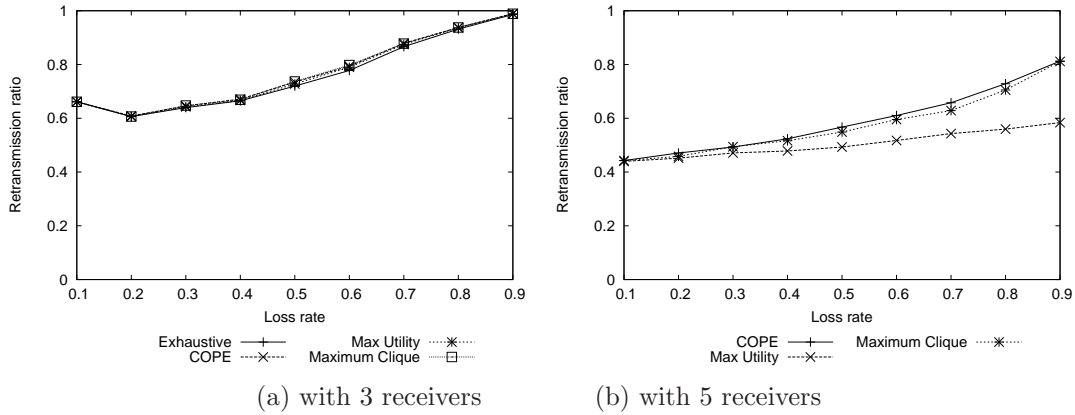 Retransmission ratio
1
0.8
0.6
0.4
0.2
0
0.1 0.2 0.3 0.4 0.5 0.6 0.7 0.8 0.9
Loss rate
Exhaustive
COPE
Max Utility
Maximum Clique
(a) with 3 receivers
Retransmission ratio
1
0.8
0.6
0.4
0.2
0
0.1 0.2 0.3 0.4 0.5 0.6 0.7 0.8 0.9
Loss rate
COPE
Max Utility
Maximum Clique
(b) with 5 receivers